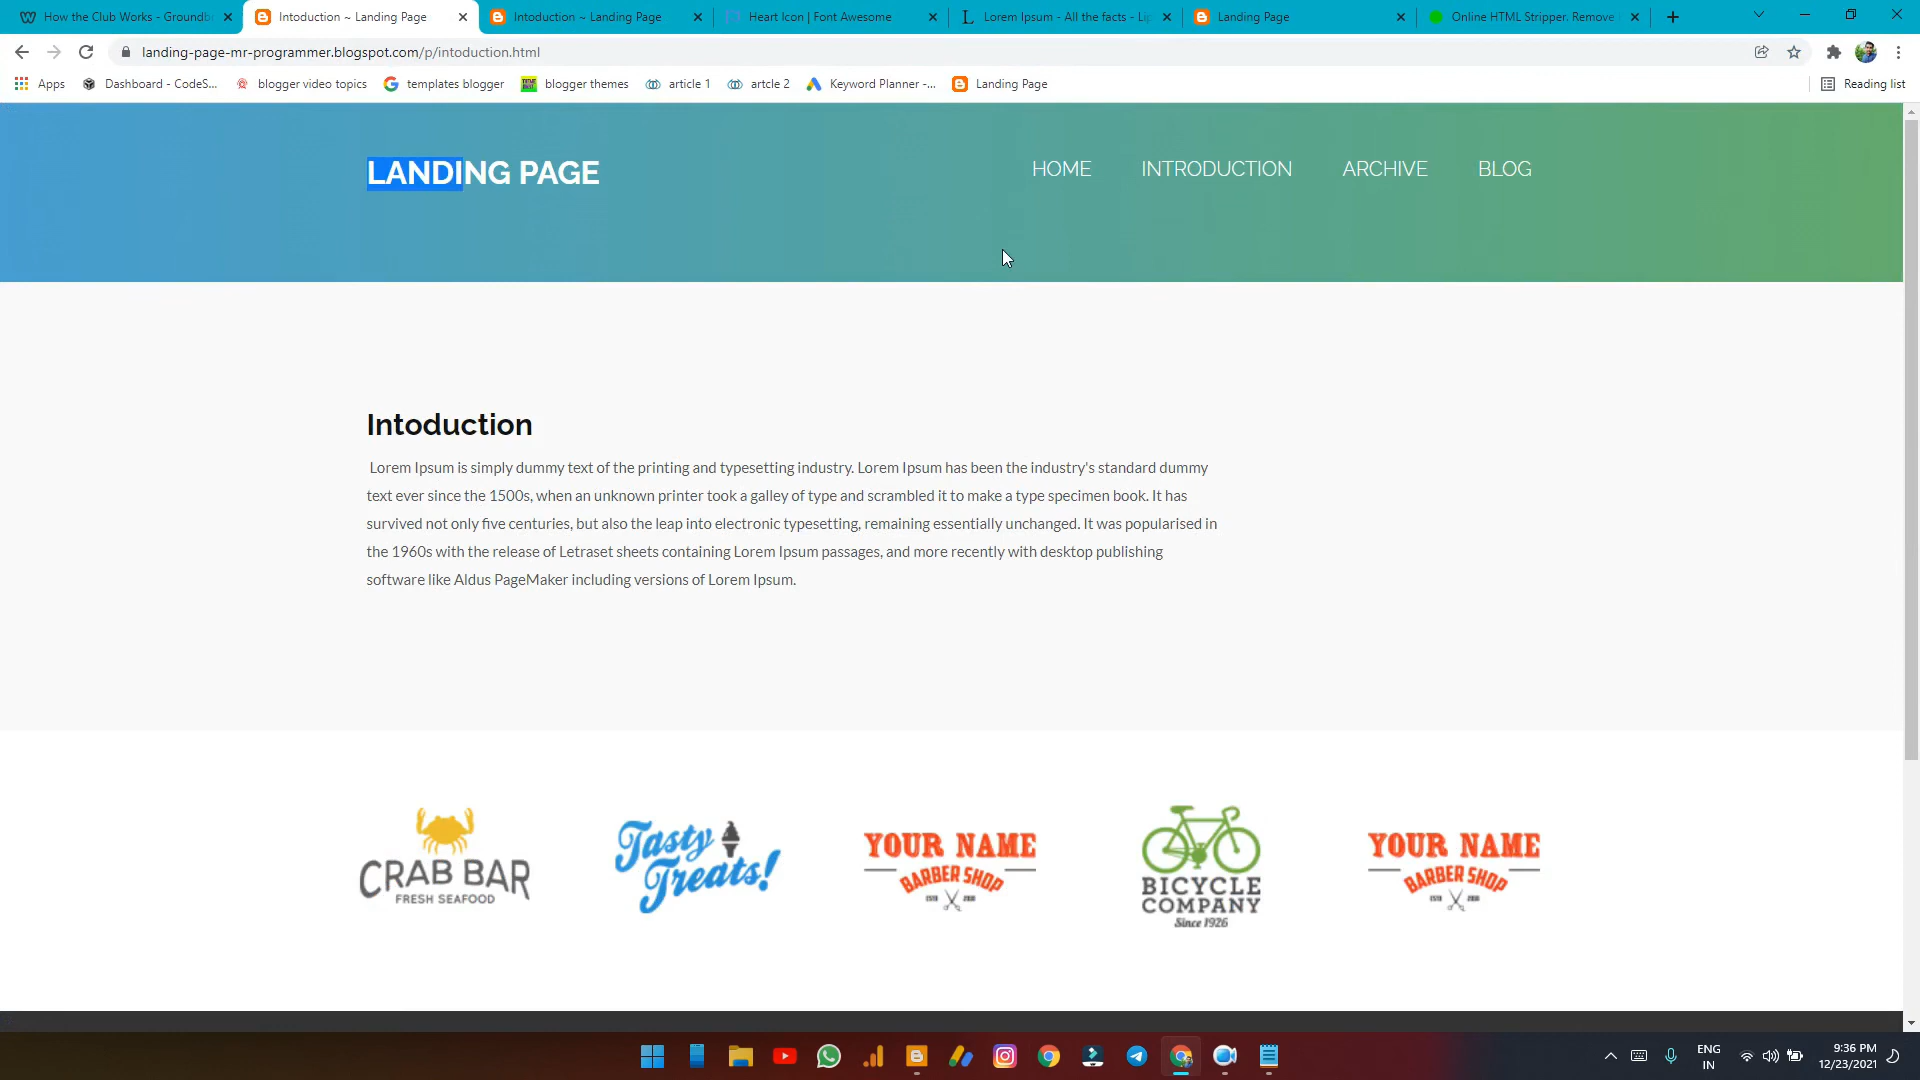 How the Club Works - Groundb
Intoduction ~ Landing Page
Intoduction ~ Landing Page
Heart Icon | Font Awesome
Lorem Ipsum - All the facts - Lip
Landing Page
Online HTML Stripper. Remove
landing-page-mr-programmer.blogspot.com/p/intoduction.html
Apps
Dashboard - CodeS...
blogger video topics
templates blogger
blogger themes
article 1
artcle 2
Keyword Planner -...
Landing Page
Reading list
LANDING PAGE
HOME
INTRODUCTION
ARCHIVE
BLOG
Intoduction
Lorem Ipsum is simply dummy text of the printing and typesetting industry. Lorem Ipsum has been the industry's standard dummy
text ever since the 1500s, when an unknown printer took a galley of type and scrambled it to make a type specimen book. It has
survived not only five centuries, but also the leap into electronic typesetting, remaining essentially unchanged. It was popularised in
the 1960s with the release of Letraset sheets containing Lorem Ipsum passages, and more recently with desktop publishing
software like Aldus PageMaker including versions of Lorem Ipsum.
CRAB BAR
FRESH SEAFOOD
Tasty
Treats!
YOUR NAME
BARBER SHOP
BICYCLE
COMPANY
Since 1926
YOUR NAME
BARBER SHOP
ENG
IN
9:36 PM
12/23/2021